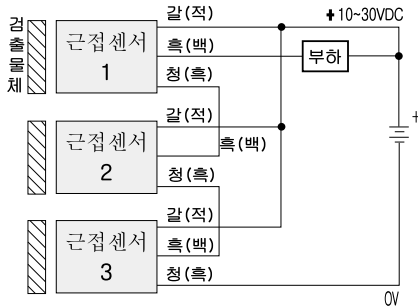 검출물체
갈(적)
+ 10~30VDC
흑(백)
근접센서
1
부하
청(흑)
갈(적)
+
흑(백)
근접센서
2
청(흑)
갈(적)
근접센서
3
흑(백)
청(흑)
0V